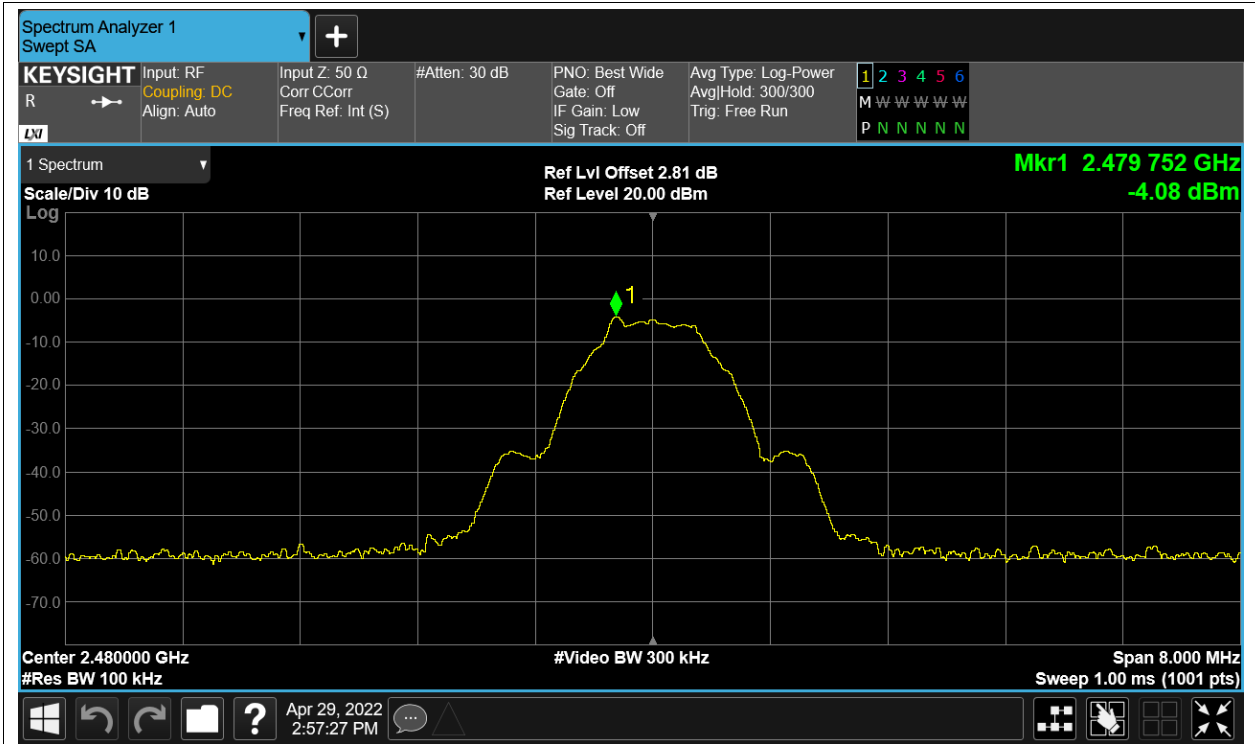 Spectrum Analyzer 1
Swept SA
KEYSIGHT
R
LXI
Input: RF
Coupling: DC
Align: Auto
Input Z: 50 Ω
Corr CCorr
Freq Ref: Int (S)
#Atten: 30 dB
PNO: Best Wide
Gate: Off
IF Gain: Low
Sig Track: Off
Avg Type: Log-Power
Avg|Hold: 300/300
Trig: Free Run
1 2 3 4 5 6
M W W W W W
P N N N N N
1 Spectrum
Scale/Div 10 dB
Ref Lvl Offset 2.81 dB
Ref Level 20.00 dBm
Mkr1 2.479 752 GHz
-4.08 dBm
Log
10.0
0.00
-10.0
-20.0
-30.0
-40.0
-50.0
-60.0
-70.0
1
Center 2.480000 GHz
#Video BW 300 kHz
Span 8.000 MHz
#Res BW 100 kHz
Sweep 1.00 ms (1001 pts)
?
Apr 29, 2022
2:57:27 PM